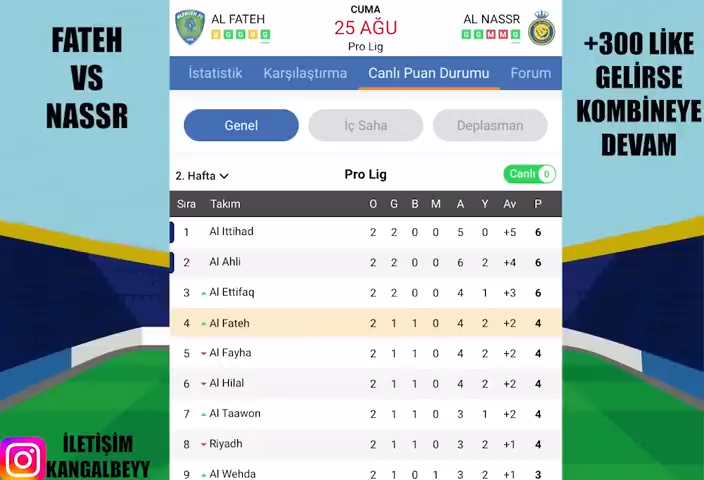 FATEH
VS
NASSR
AL FATEH
B G G M G
CUMA
25 AĞU
Pro Lig
AL NASSR
G G M M G
+300 LİKE
GELİRSE
KOMBİNEYE
DEVAM
İstatistik Karşılaştırma Canlı Puan Durumu Forum
Genel İç Saha Deplasman
2. Hafta Pro Lig Canlı 0
Sıra Takım O G B M A Y Av P
1 Al Ittihad 2 2 0 0 5 0 +5 6
2 Al Ahli 2 2 0 0 6 2 +4 6
3 Al Ettifaq 2 2 0 0 4 1 +3 6
4 Al Fateh 2 1 1 0 4 2 +2 4
5 Al Fayha 2 1 1 0 4 2 +2 4
6 Al Hilal 2 1 1 0 4 2 +2 4
7 Al Taawon 2 1 1 0 3 1 +2 4
8 Riyadh 2 1 1 0 3 2 +1 4
9 Al Wehda 2 1 0 1 3 2 +1 3
İLETİŞİM
KANGALBEYY